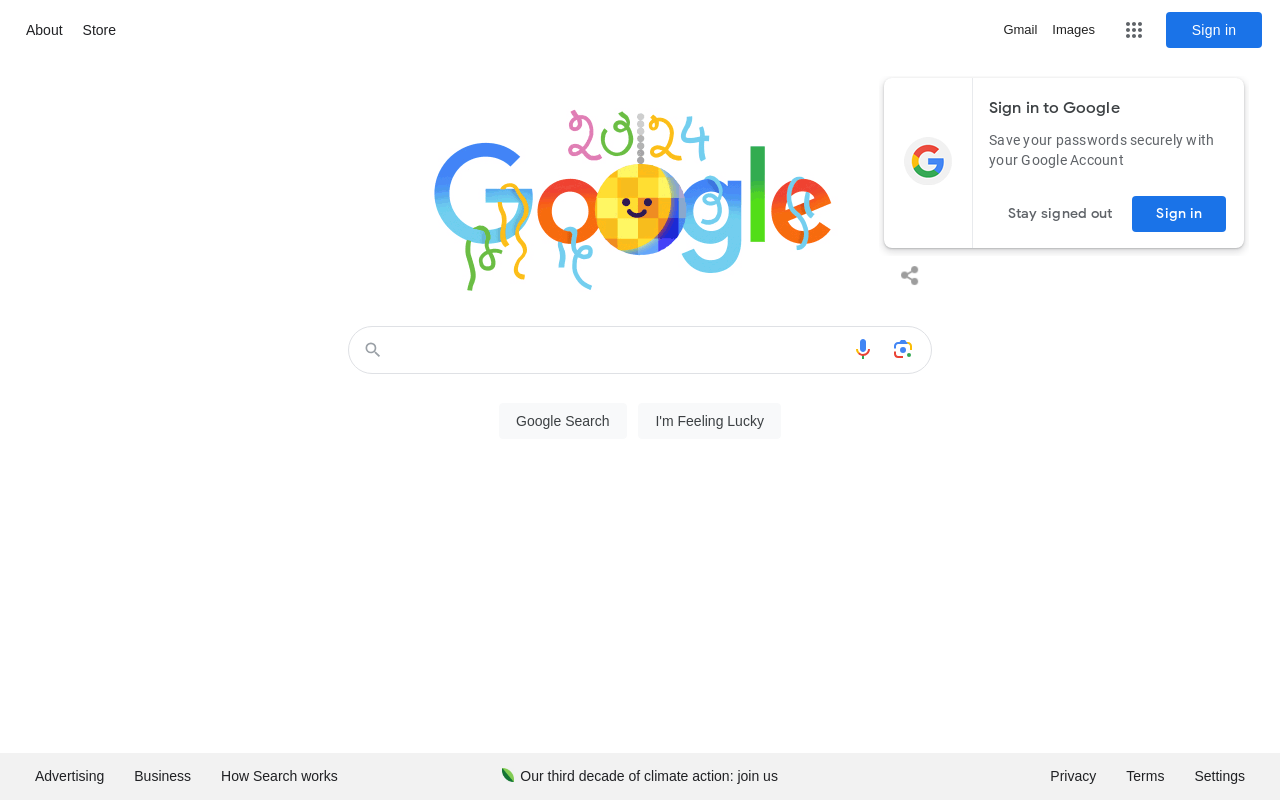 About Store
Gmail Images
Sign in
Google
Sign in to Google
Save your passwords securely with
your Google Account
Stay signed out
Sign in
Google Search
I'm Feeling Lucky
Advertising Business How Search works
Our third decade of climate action: join us
Privacy Terms Settings